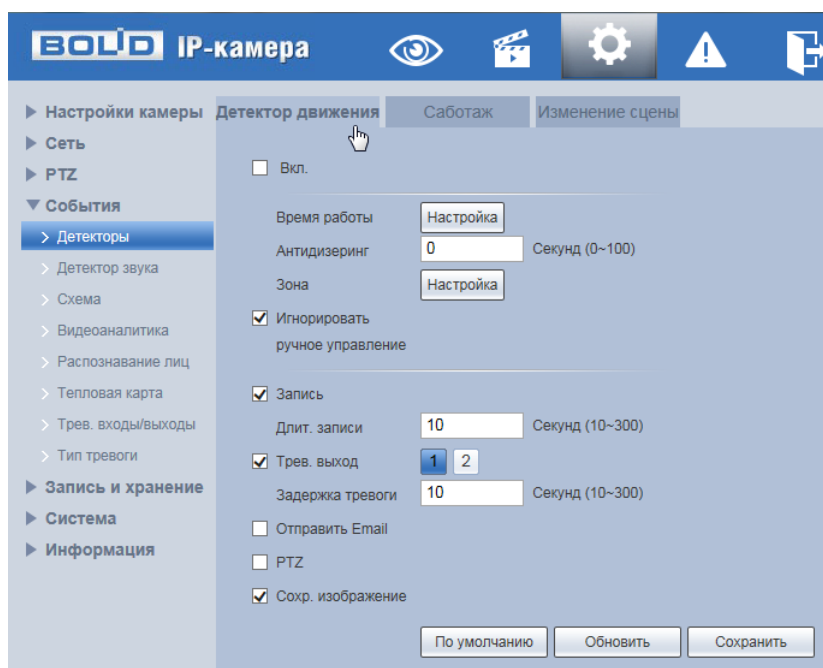 BOLID IP-камера
Настройки камеры
Сеть
PTZ
События
Детекторы
Детектор звука
Схема
Видеоаналитика
Распознавание лиц
Тепловая карта
Трев. входы/выходы
Тип тревоги
Запись и хранение
Система
Информация
Детектор движения Саботаж Изменение сцены
Вкл.
Время работы Настройка
Антидизеринг 0 Секунд (0~100)
Зона Настройка
Игнорировать
ручное управление
Запись
Длит. записи 10 Секунд (10~300)
Трев. выход 1 2
Задержка тревоги 10 Секунд (10~300)
Отправить Email
PTZ
Сохр. изображение
По умолчанию Обновить Сохранить